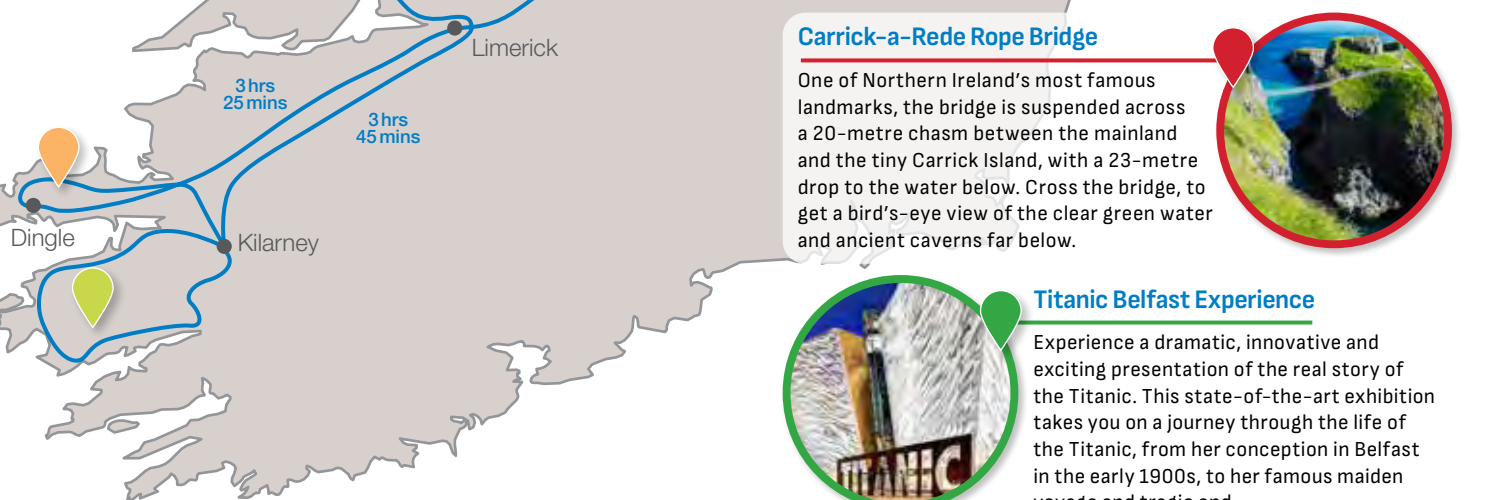 Limerick
3 hrs
25 mins
3 hrs
45 mins
Dingle
Kilarney
Carrick-a-Rede Rope Bridge
One of Northern Ireland's most famous
landmarks, the bridge is suspended across
a 20-metre chasm between the mainland
and the tiny Carrick Island, with a 23-metre
drop to the water below. Cross the bridge, to
get a bird's-eye view of the clear green water
and ancient caverns far below.
TITANIC
Titanic Belfast Experience
Experience a dramatic, innovative and
exciting presentation of the real story of
the Titanic. This state-of-the-art exhibition
takes you on a journey through the life of
the Titanic, from her conception in Belfast
in the early 1900s, to her famous maiden
voyage and tragic end